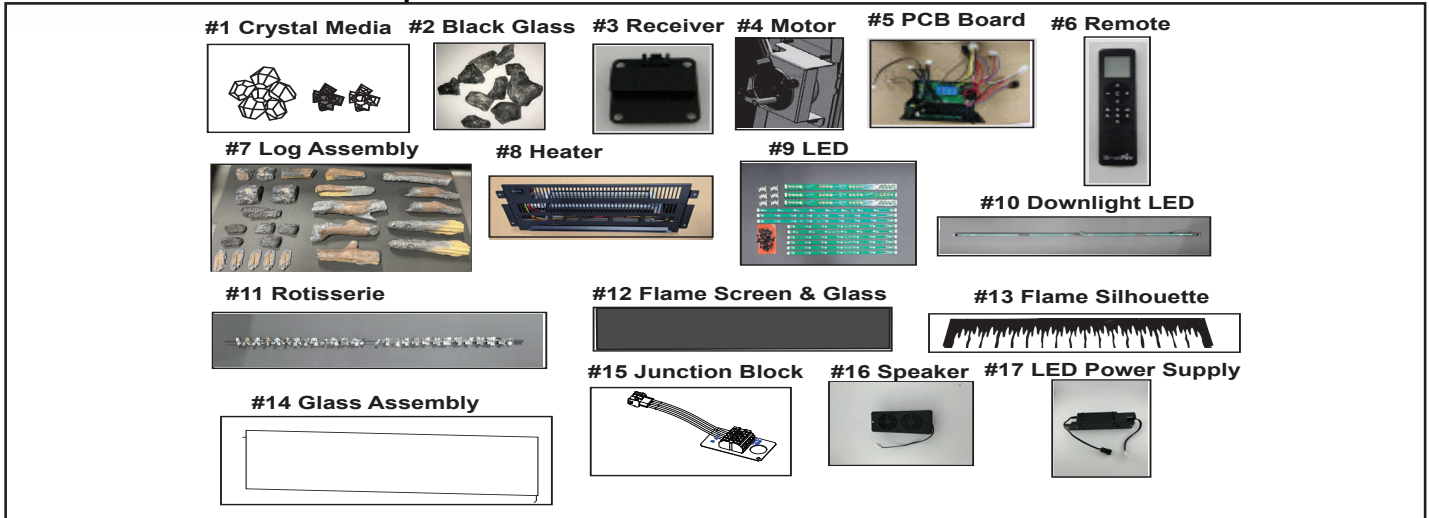 #1 Crystal Media
#2 Black Glass
#3 Receiver
#4 Motor
#5 PCB Board
#6 Remote
#7 Log Assembly
#8 Heater
#9 LED
#10 Downlight LED
#11 Rotisserie
#12 Flame Screen & Glass
#13 Flame Silhouette
#14 Glass Assembly
#15 Junction Block
#16 Speaker
#17 LED Power Supply